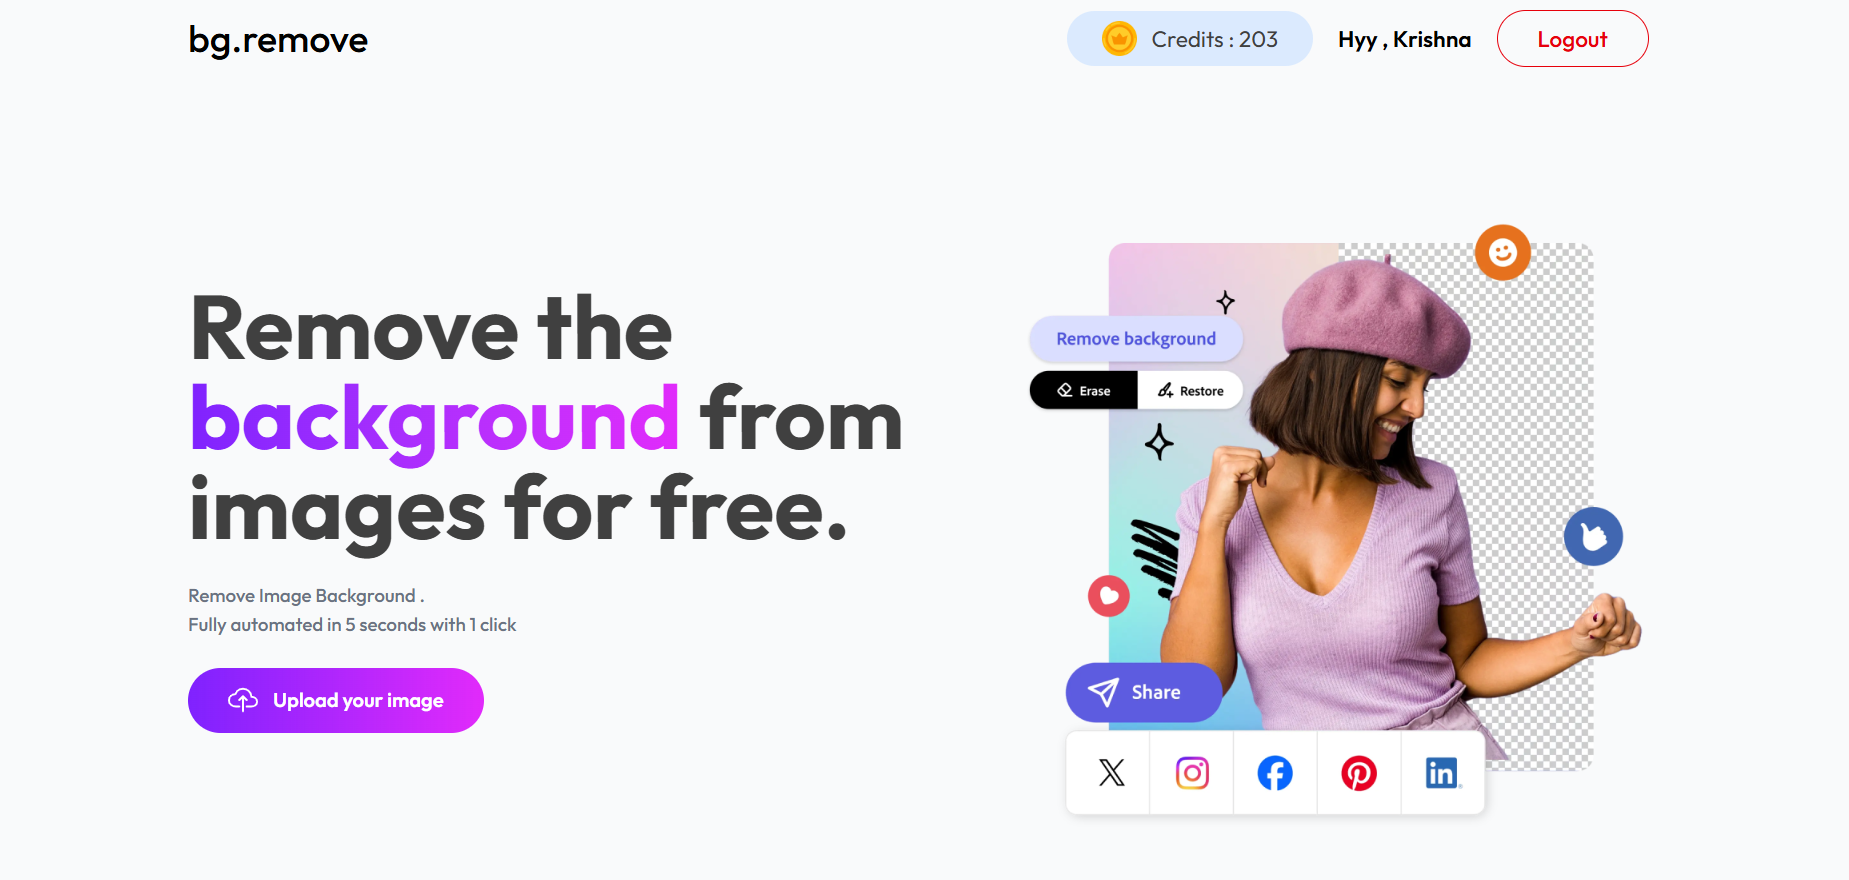 bg.remove
Credits : 203
Hyy , Krishna
Logout
Remove the
background from
images for free.
Remove Image Background .
Fully automated in 5 seconds with 1 click
Upload your image
Remove background
Erase
Restore
Share